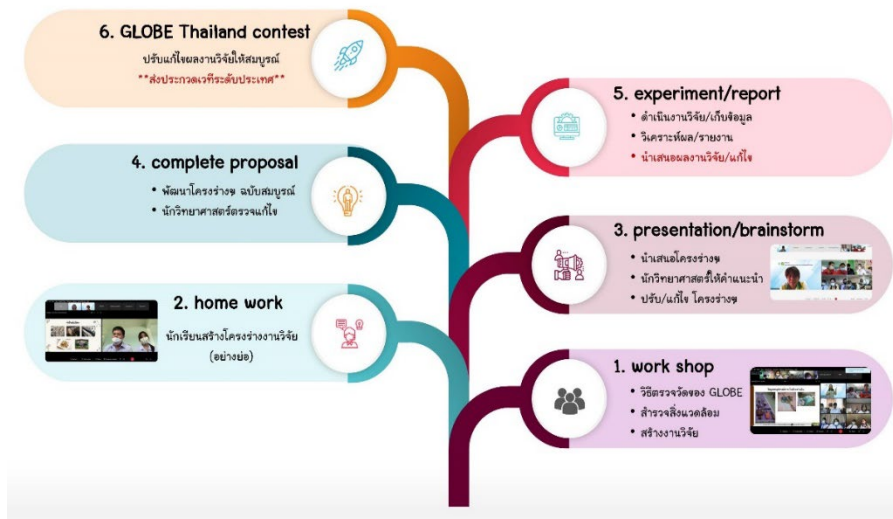 6. GLOBE Thailand contest
ปรับแก้ไขผลงานวิจัยให้สมบูรณ์
**ส่งประกวดเวทีระดับประเทศ**
5. experiment/report
• ดำเนินงานวิจัย/เก็บข้อมูล
• วิเคราะห์ผล/รายงาน
• นำเสนอผลงานวิจัย/แก้ไข
4. complete proposal
• พัฒนาโครงร่างฯ ฉบับสมบูรณ์
• นักวิทยาศาสตร์ตรวจแก้ไข
3. presentation/brainstorm
• นำเสนอโครงร่างฯ
• นักวิทยาศาสตร์ให้คำแนะนำ
• ปรับ/แก้ไข โครงร่างฯ
2. home work
นักเรียนสร้างโครงร่างงานวิจัย
(อย่างย่อ)
1. work shop
• วิธีตรวจวัดของ GLOBE
• สำรวจสิ่งแวดล้อม
• สร้างงานวิจัย